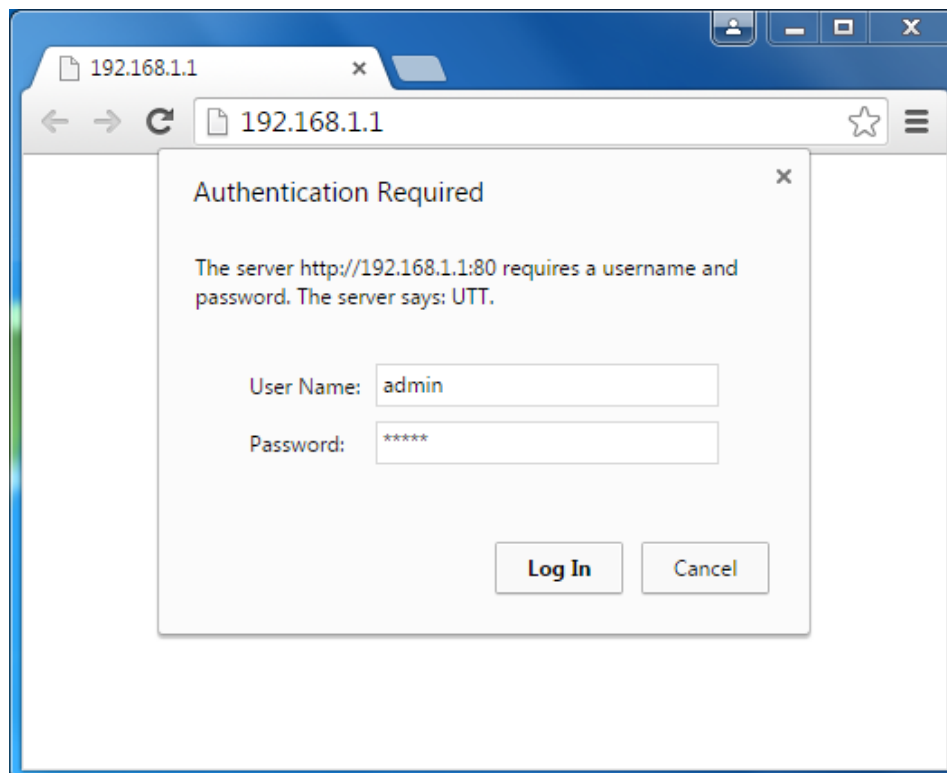 192.168.1.1
192.168.1.1
Authentication Required
The server http://192.168.1.1:80 requires a username and
password. The server says: UTT.
User Name: admin
Password: *****
Log In Cancel